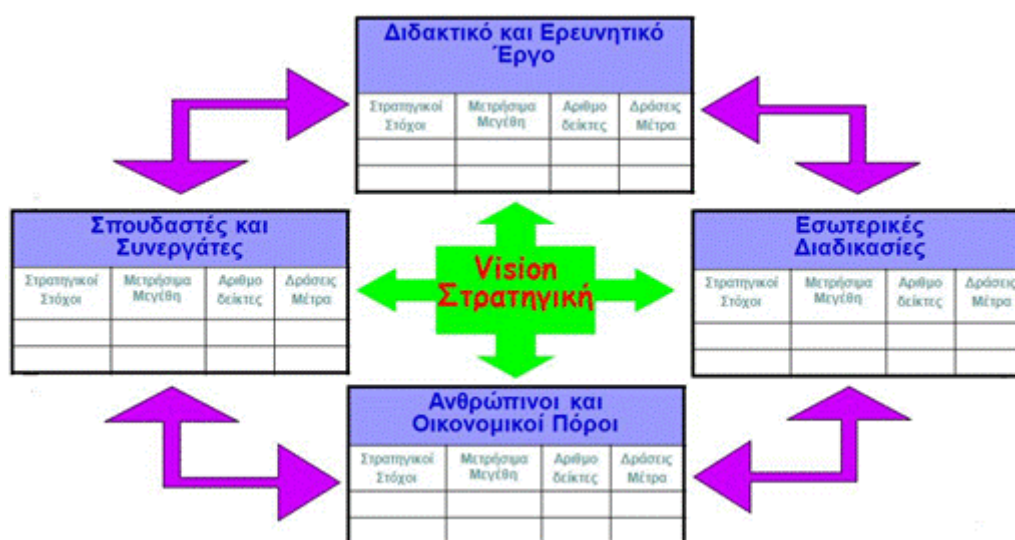 Διδακτικό και Ερευνητικό
Έργο
Στρατηγικοί Στόχοι
Μετρήσιμα Μεγέθη
Αριθμο δείκτες
Δράσεις Μέτρα
Σπουδαστές και
Συνεργάτες
Στρατηγικοί Στόχοι
Μετρήσιμα Μεγέθη
Αριθμο δείκτες
Δράσεις Μέτρα
Vision
Στρατηγική
Εσωτερικές
Διαδικασίες
Στρατηγικοί Στόχοι
Μετρήσιμα Μεγέθη
Αριθμο δείκτες
Δράσεις Μέτρα
Ανθρώπινοι και
Οικονομικοί Πόροι
Στρατηγικοί Στόχοι
Μετρήσιμα Μεγέθη
Αριθμο δείκτες
Δράσεις Μέτρα